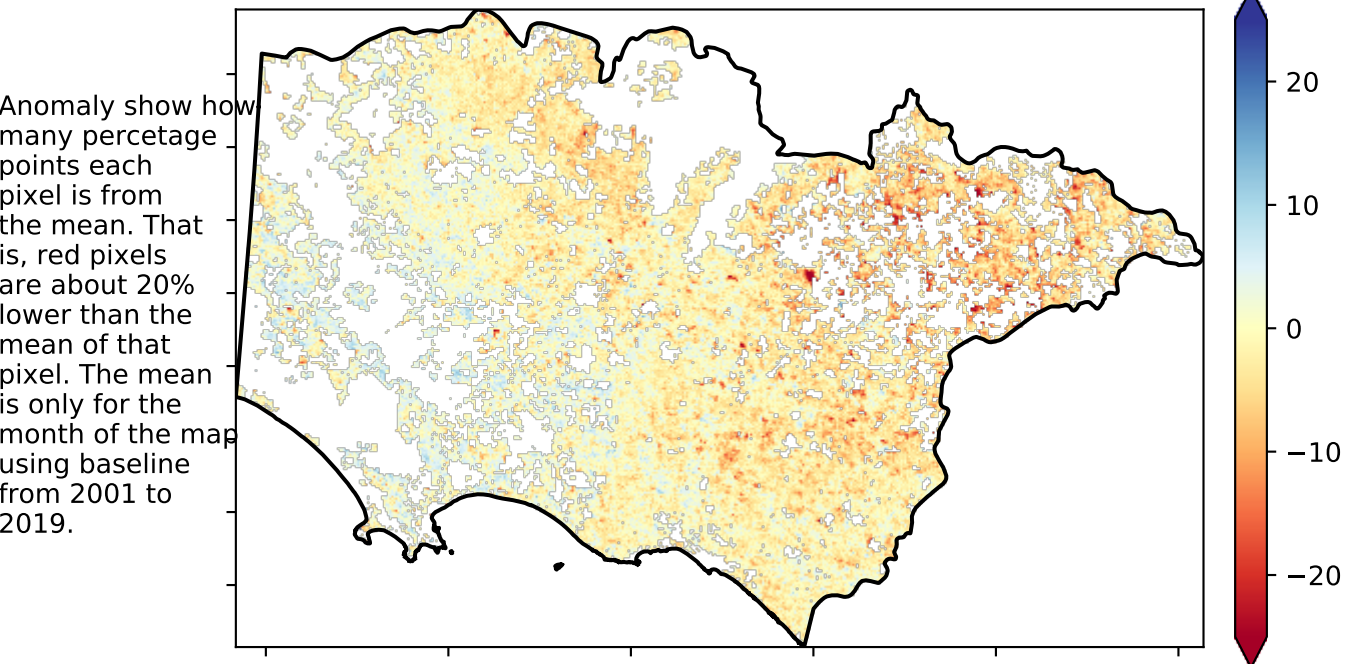 Anomaly show how
many percetage
points each
pixel is from
the mean. That
is, red pixels
are about 20%
lower than the
mean of that
pixel. The mean
is only for the
month of the map
using baseline
from 2001 to
2019.
20
10
0
−10
−20